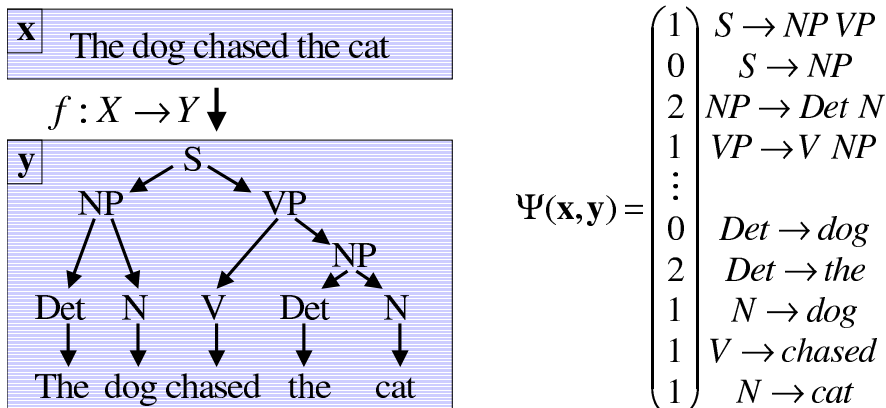 x
The dog chased the cat
f : X → Y
y
S
NP VP
NP
Det N V Det N
The dog chased the cat
Ψ(x,y) =
1 S → NP VP
0 S → NP
2 NP → Det N
1 VP → V NP
⋮
0 Det → dog
2 Det → the
1 N → dog
1 V → chased
1 N → cat